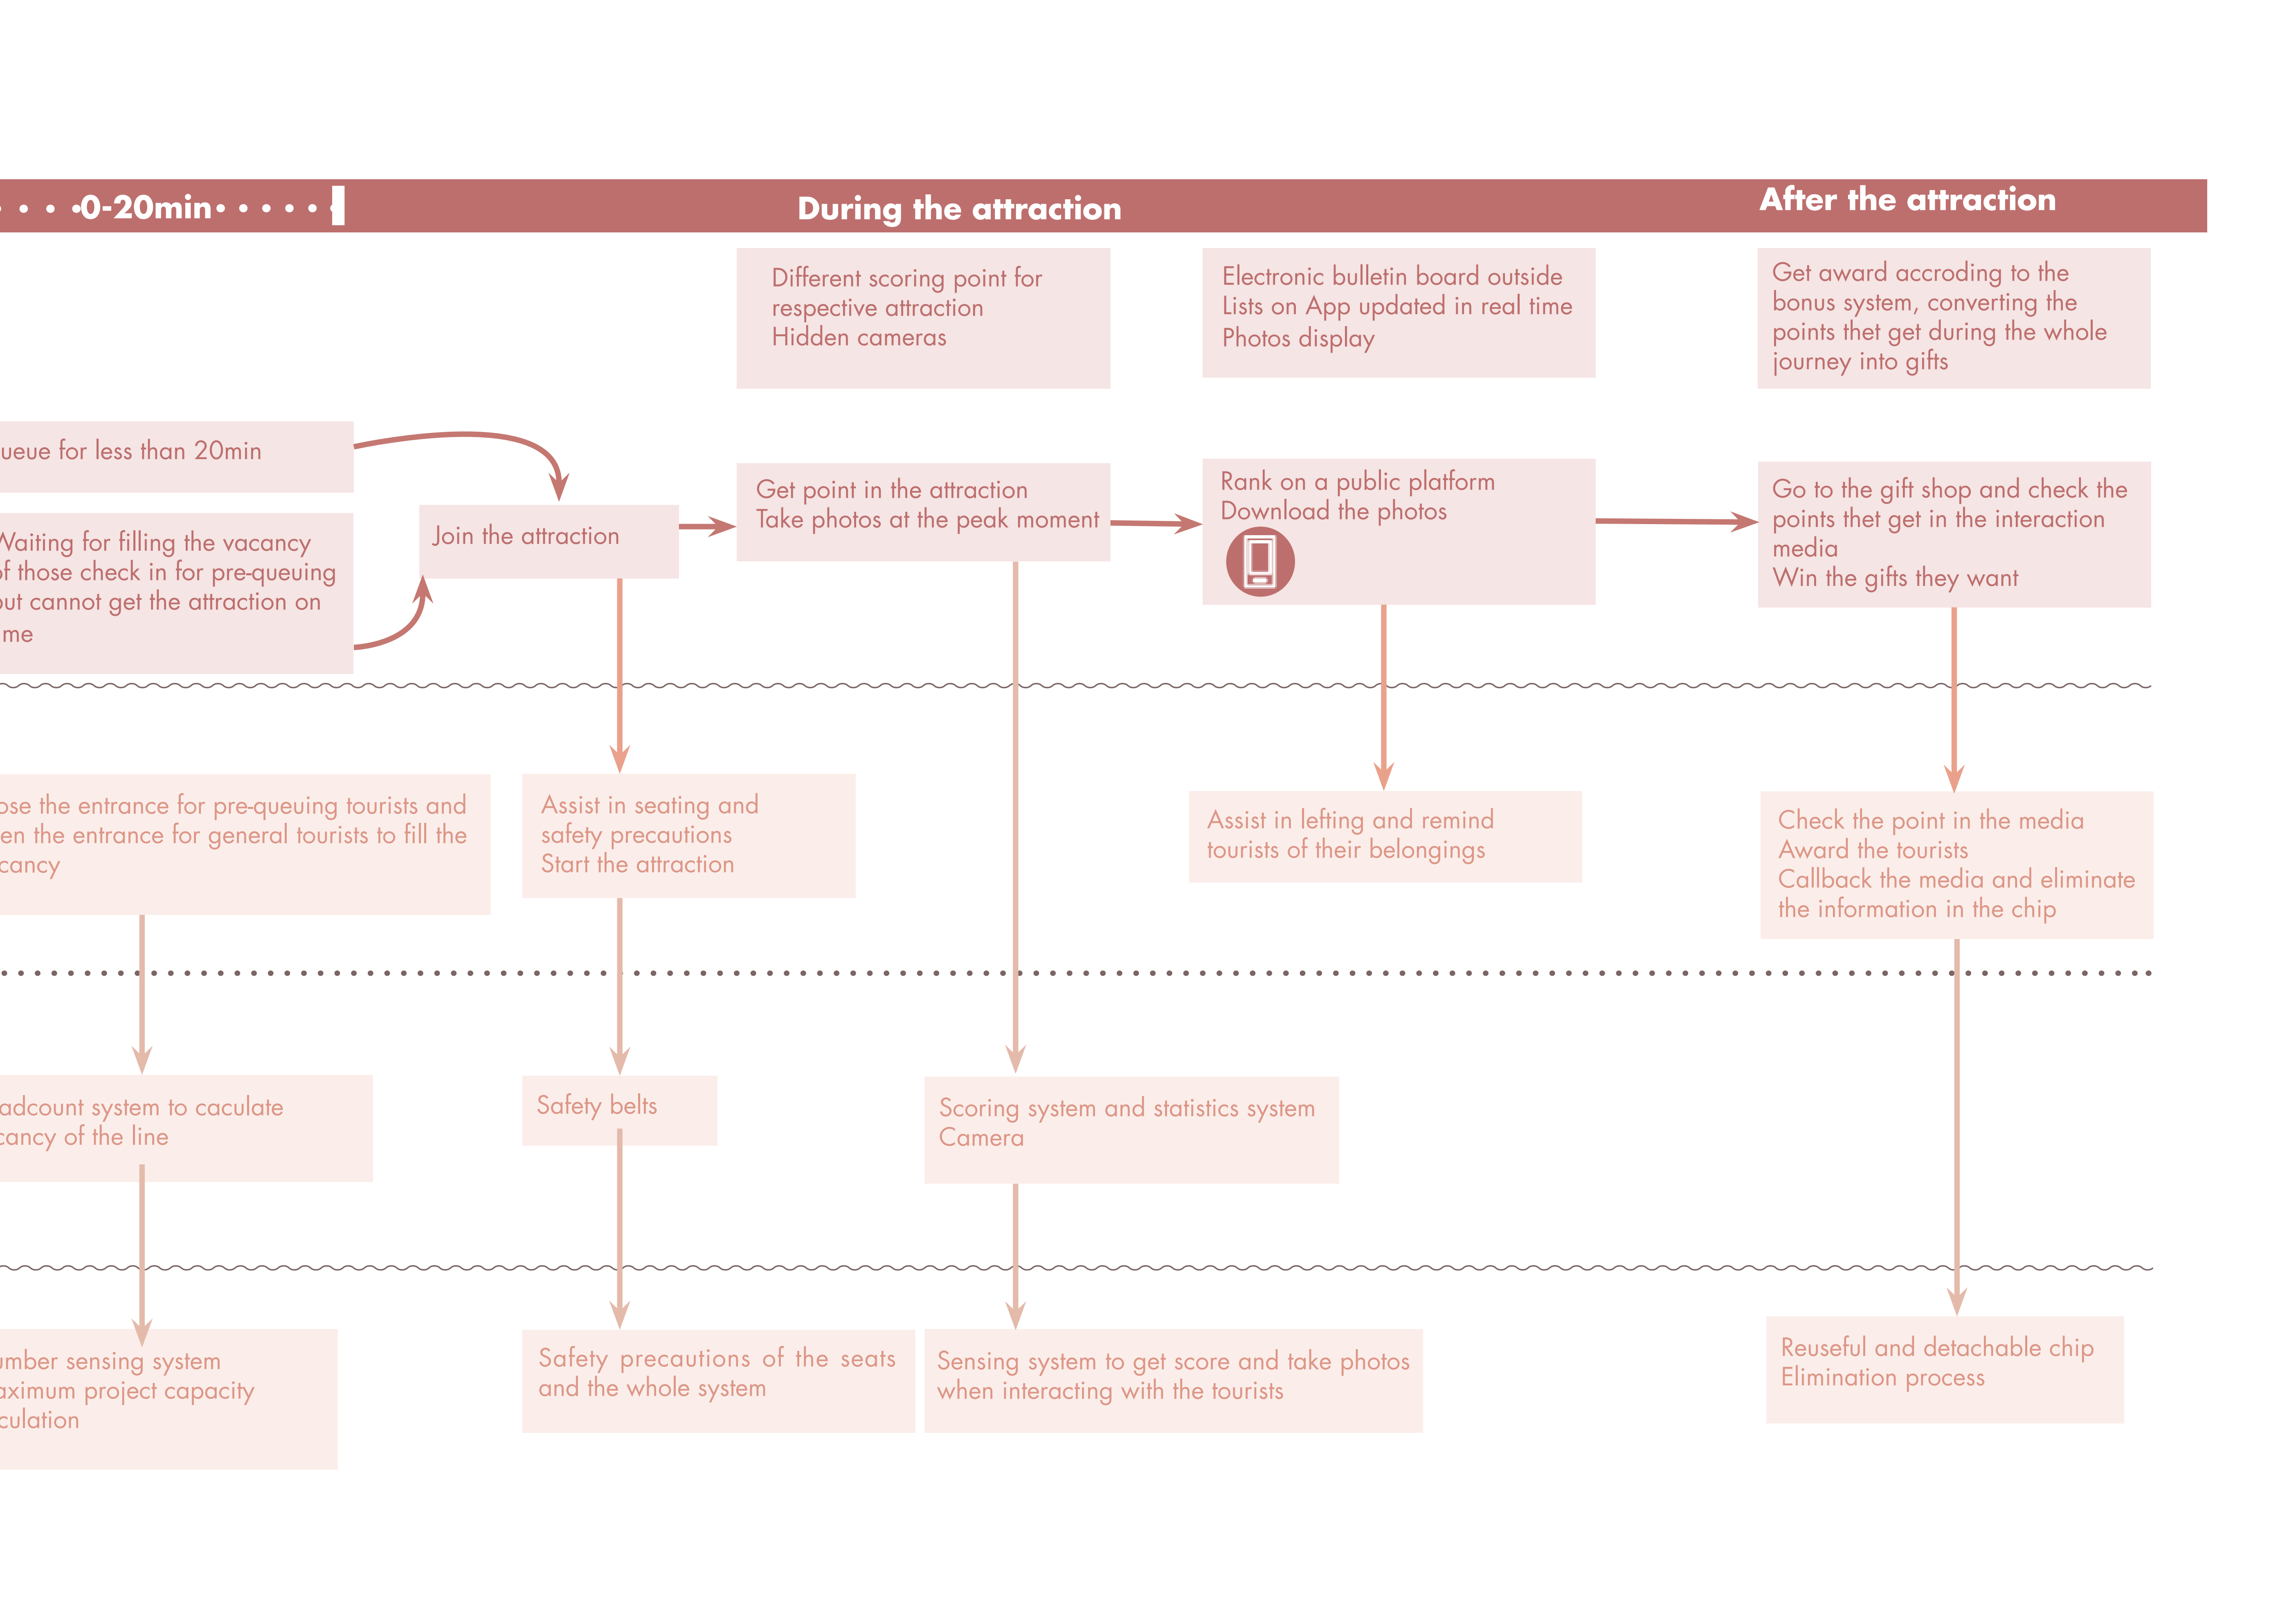 0-20min
During the attraction
After the attraction
Different scoring point for
respective attraction
Hidden cameras
Electronic bulletin board outside
Lists on App updated in real time
Photos display
Get award accroding to the
bonus system, converting the
points thet get during the whole
journey into gifts
ueue for less than 20min
Waiting for filling the vacancy
of those check in for pre-queuing
but cannot get the attraction on
me
Join the attraction
Get point in the attraction
Take photos at the peak moment
Rank on a public platform
Download the photos
Go to the gift shop and check the
points thet get in the interaction
media
Win the gifts they want
ose the entrance for pre-queuing tourists and
en the entrance for general tourists to fill the
cancy
Assist in seating and
safety precautions
Start the attraction
Assist in lefting and remind
tourists of their belongings
Check the point in the media
Award the tourists
Callback the media and eliminate
the information in the chip
adcount system to caculate
cancy of the line
Safety belts
Scoring system and statistics system
Camera
umber sensing system
aximum project capacity
culation
Safety precautions of the seats
and the whole system
Sensing system to get score and take photos
when interacting with the tourists
Reuseful and detachable chip
Elimination process